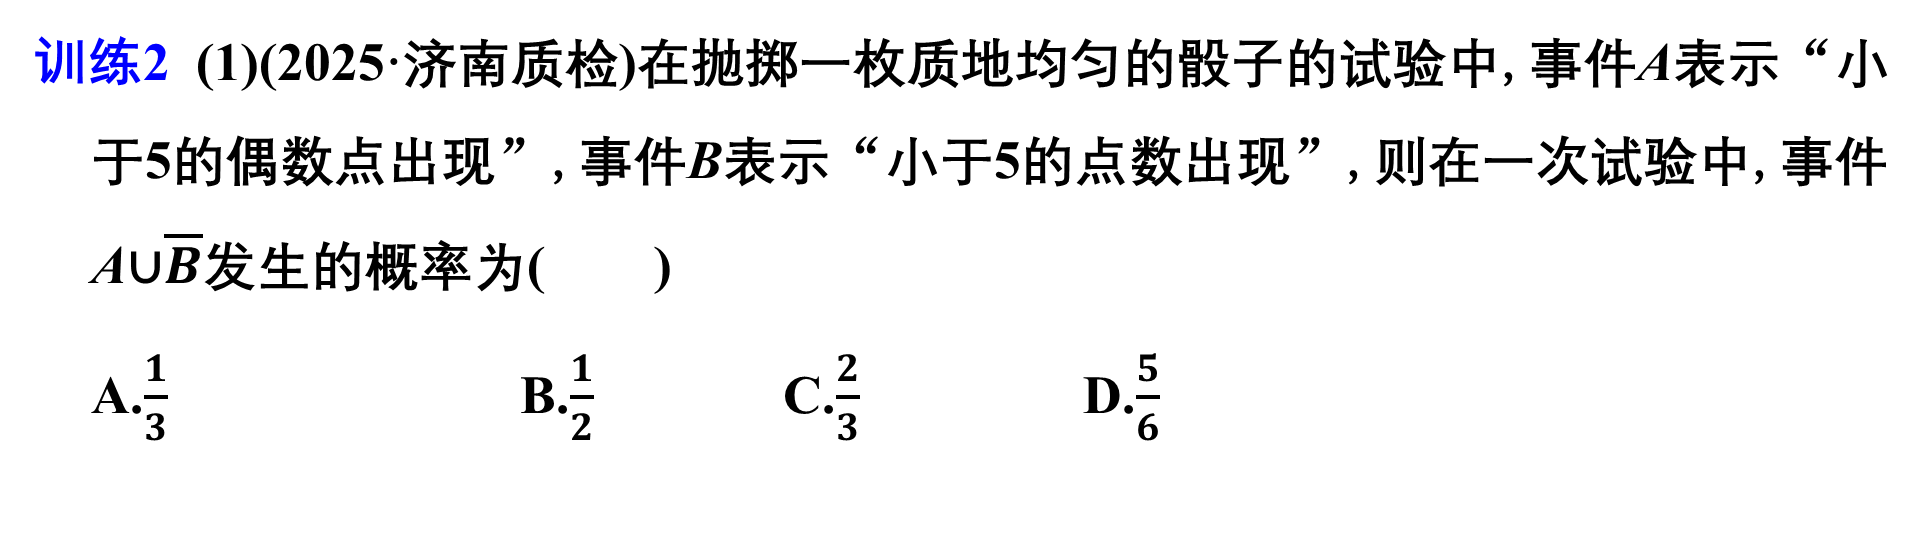 训练2 (1)(2025·济南质检)在抛掷一枚质地均匀的骰子的试验中,事件A表示“小
于5的偶数点出现”,事件B表示“小于5的点数出现”,则在一次试验中,事件
A∪B̅发生的概率为(　　)
A.1/3　B.1/2　C.2/3　D.5/6